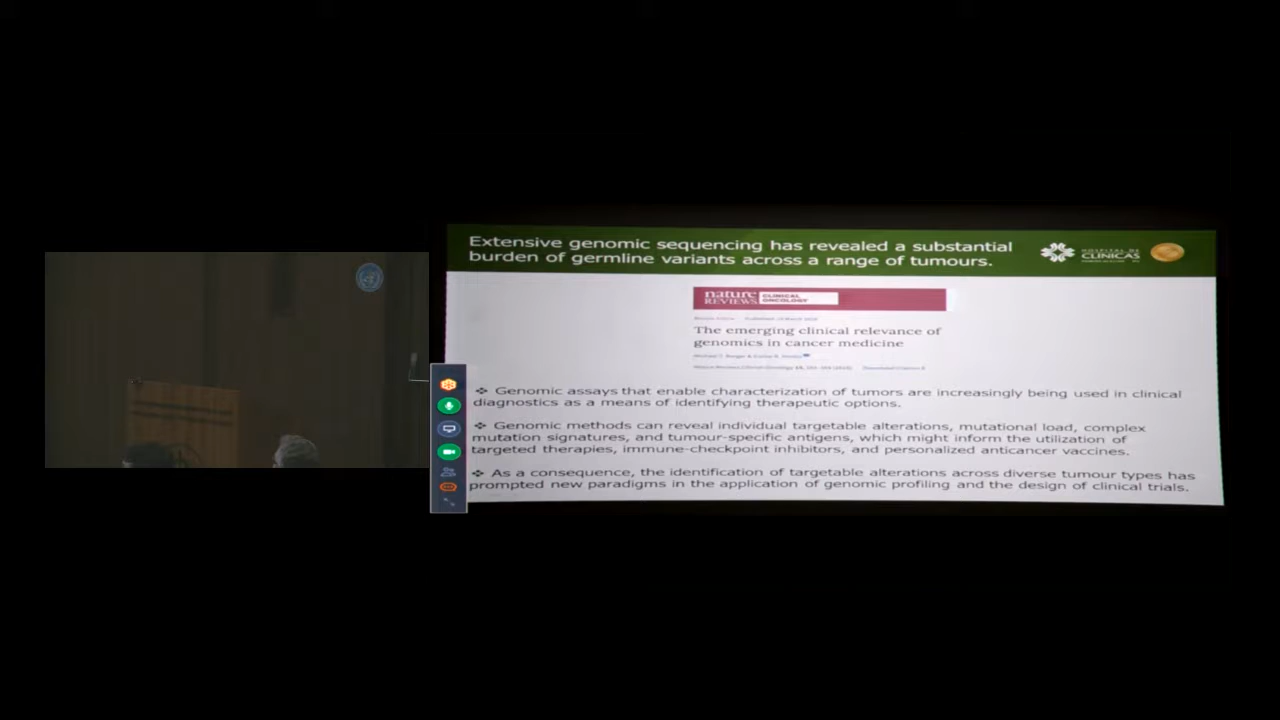 Extensive genomic sequencing has revealed a substantial
burden of germline variants across a range of tumours.
HOSPITAL DE
CLINICAS
nature
REVIEWS
CLINICAL
ONCOLOGY
The emerging clinical relevance of
genomics in cancer medicine
❖ Genomic assays that enable characterization of tumors are increasingly being used in clinical
diagnostics as a means of identifying therapeutic options.
❖ Genomic methods can reveal individual targetable alterations, mutational load, complex
mutation signatures, and tumour-specific antigens, which might inform the utilization of
targeted therapies, immune-checkpoint inhibitors, and personalized anticancer vaccines.
❖ As a consequence, the identification of targetable alterations across diverse tumour types has
prompted new paradigms in the application of genomic profiling and the design of clinical trials.